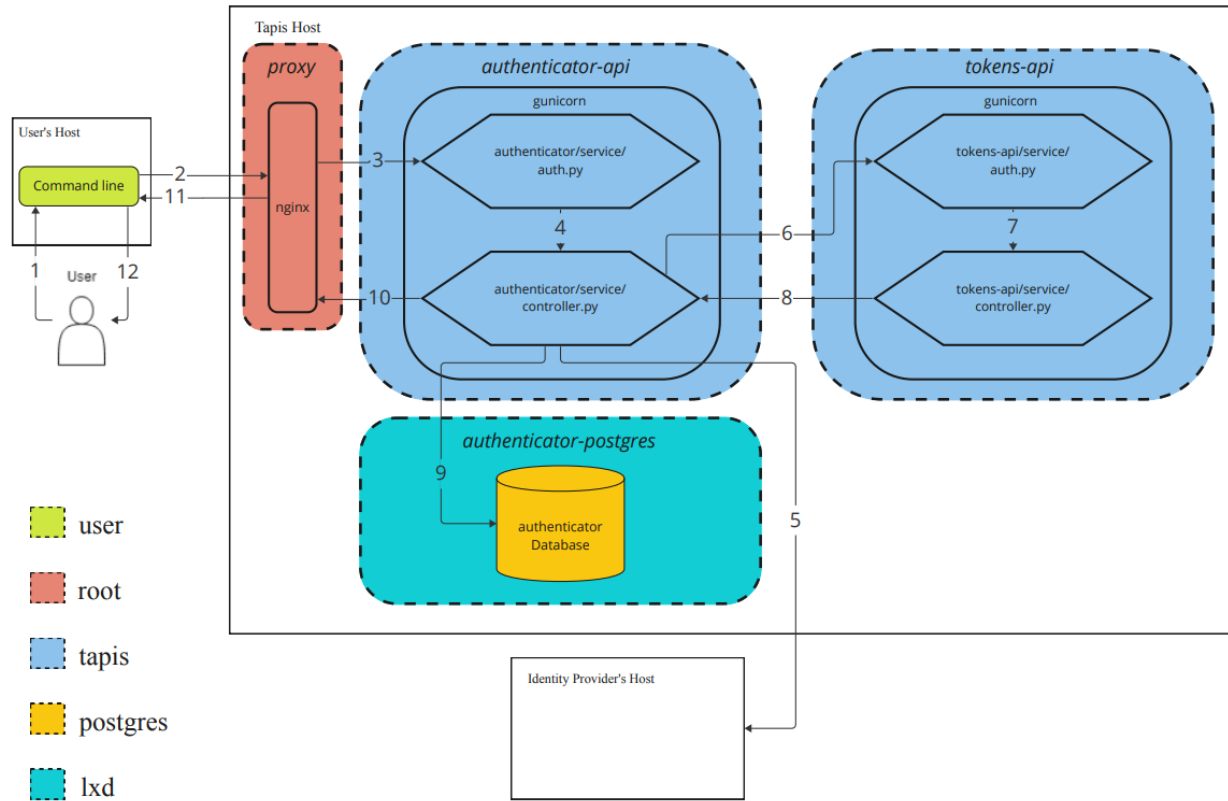 Tapis Host
proxy
authenticator-api
tokens-api
gunicorn
gunicorn
User's Host
authenticator/service/
auth.py
tokens-api/service/
auth.py
2
3
Command line
11
nginx
4
6
7
1
User
12
10
authenticator/service/
controller.py
8
tokens-api/service/
controller.py
authenticator-postgres
9
5
authenticator
Database
user
root
tapis
postgres
lxd
Identity Provider's Host